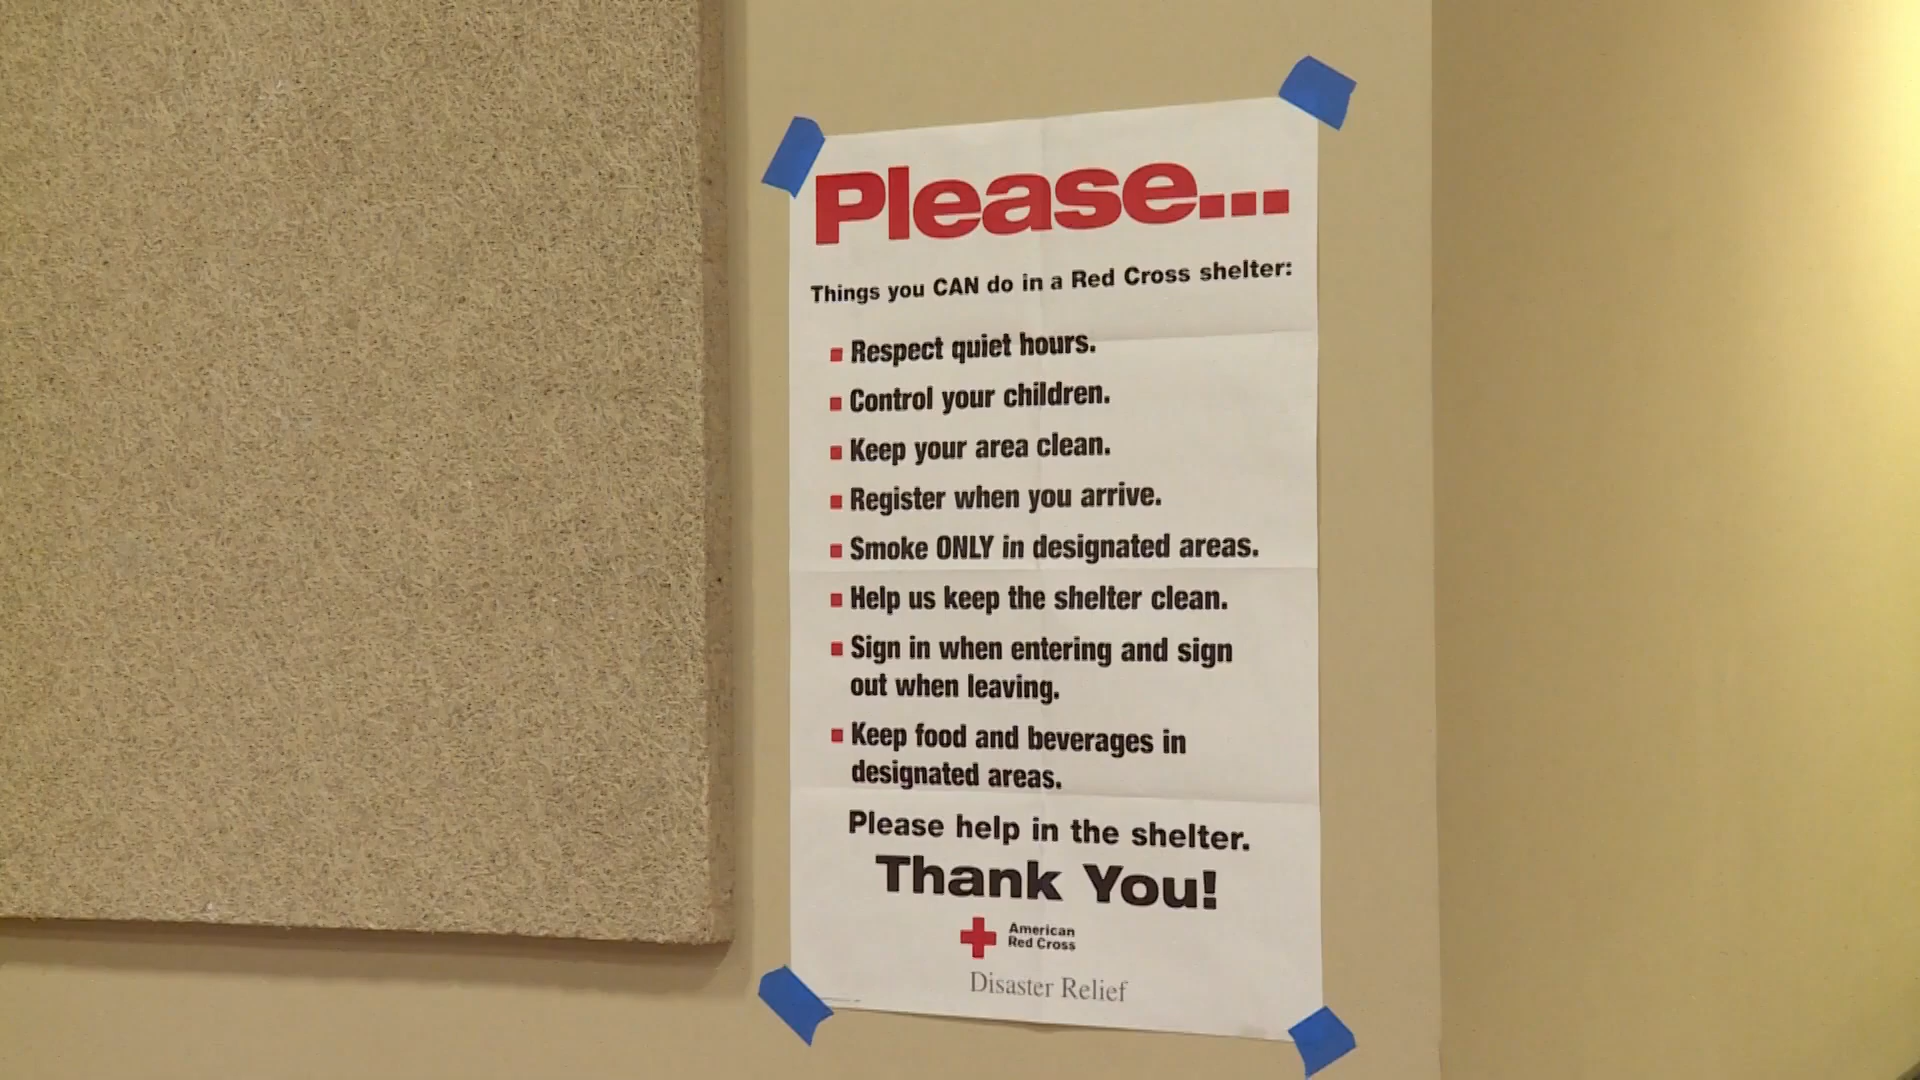 Please...
Things you CAN do in a Red Cross shelter:
Respect quiet hours.
Control your children.
Keep your area clean.
Register when you arrive.
Smoke ONLY in designated areas.
Help us keep the shelter clean.
Sign in when entering and sign
out when leaving.
Keep food and beverages in
designated areas.
Please help in the shelter.
Thank You!
American
Red Cross
Disaster Relief